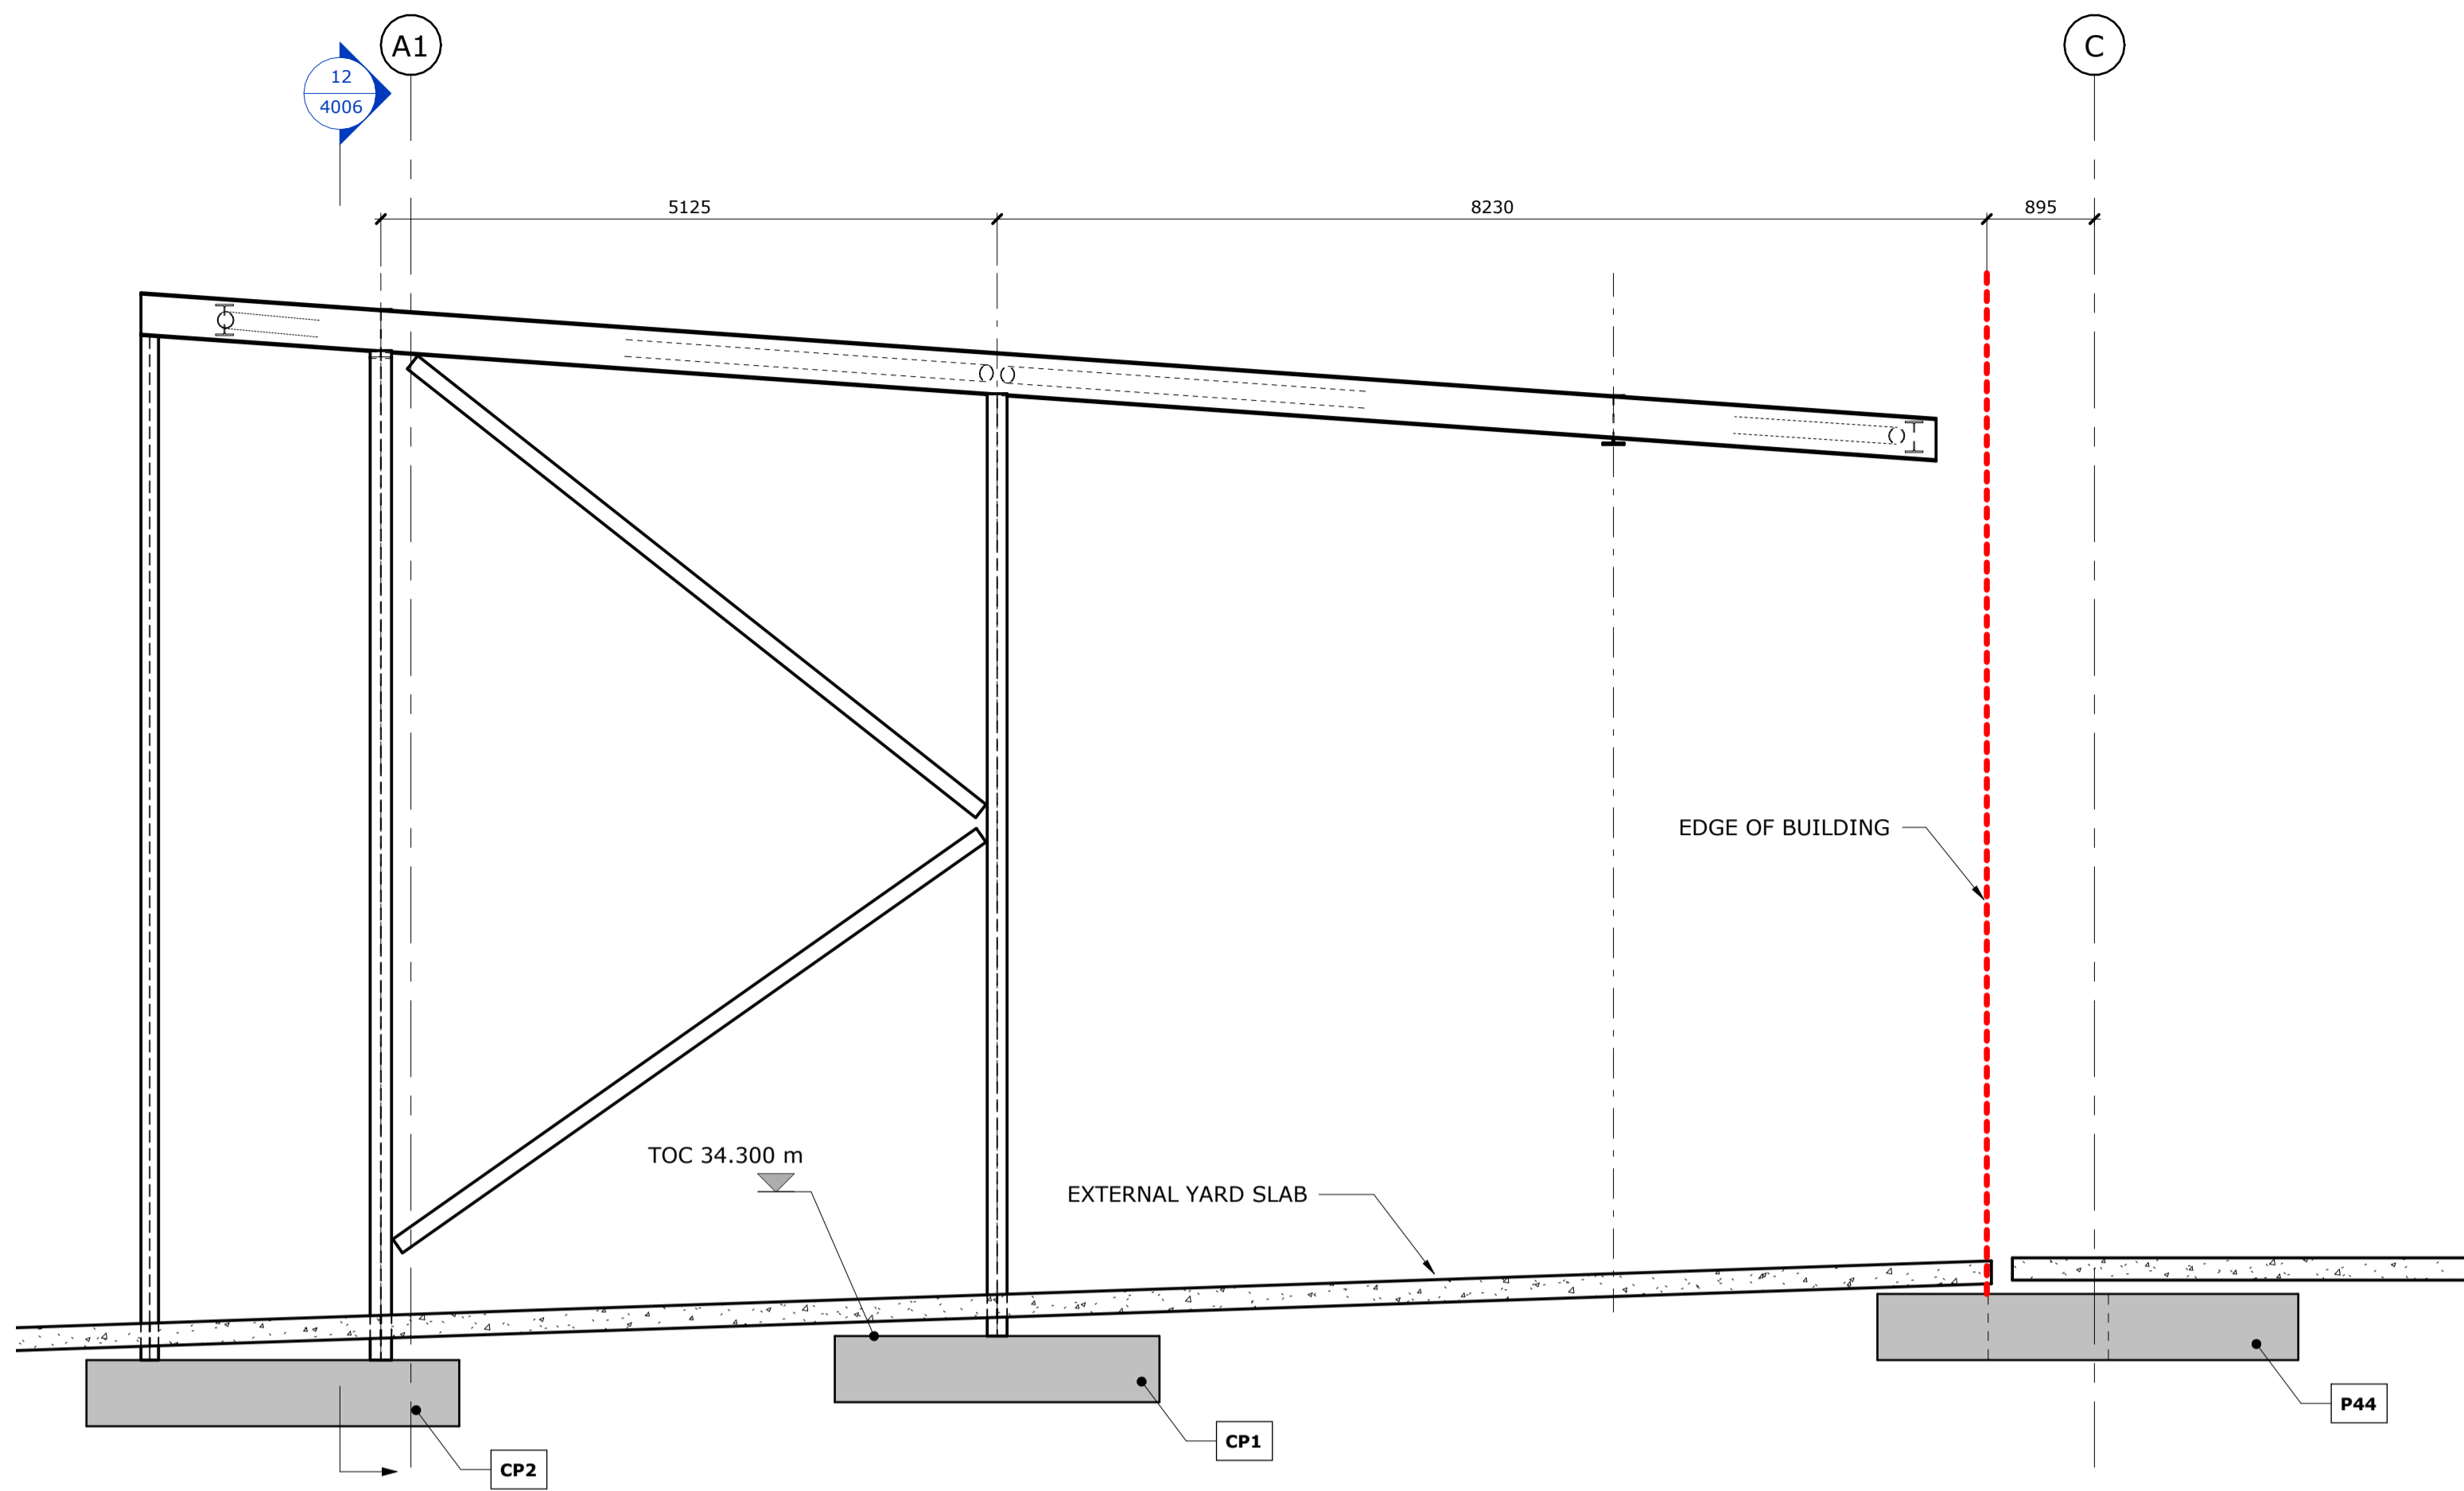 A1
C
12
4006
5125
8230
895
EDGE OF BUILDING
TOC 34.300 m
EXTERNAL YARD SLAB
P44
CP1
CP2